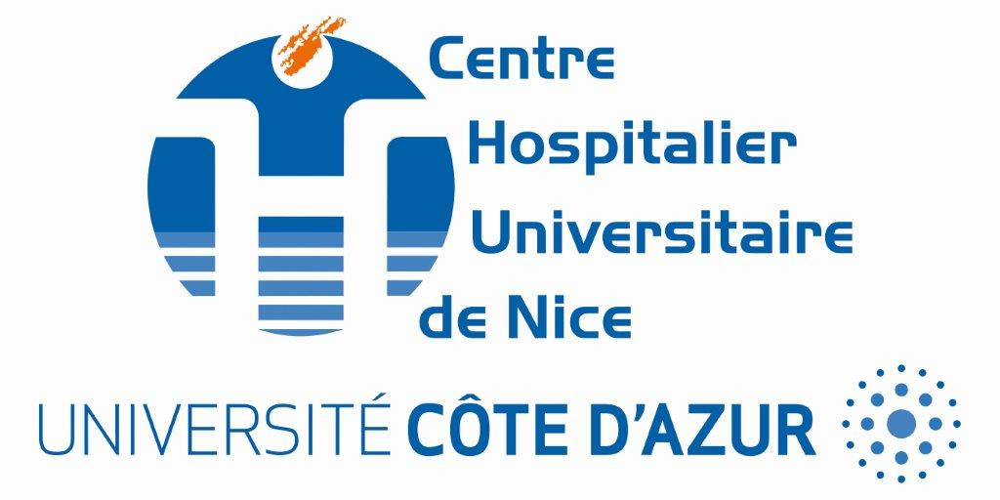 Centre
Hospitalier
Universitaire
de Nice
UNIVERSITÉ CÔTE D'AZUR